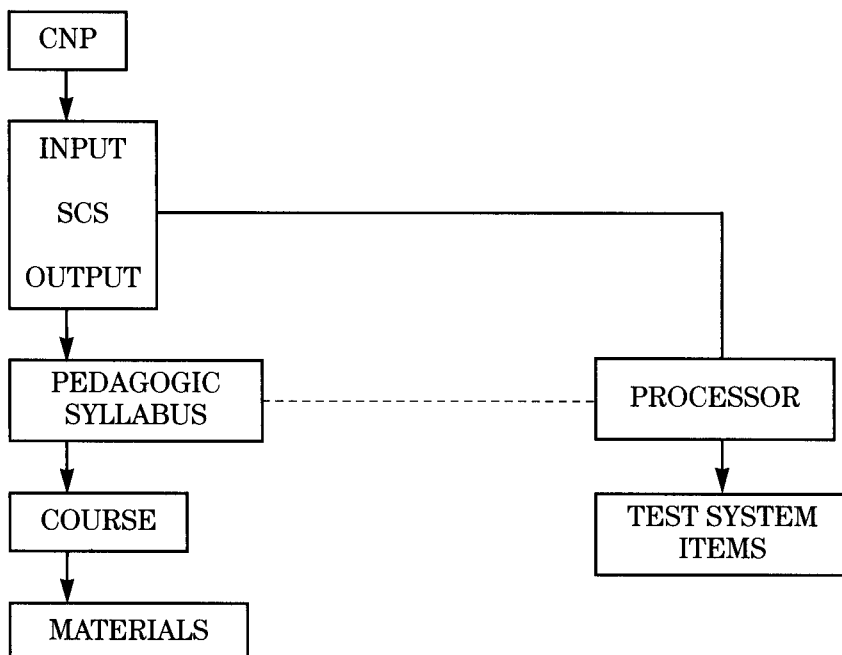 CNP
INPUT
SCS
OUTPUT
PEDAGOGIC
SYLLABUS
PROCESSOR
COURSE
TEST SYSTEM
ITEMS
MATERIALS